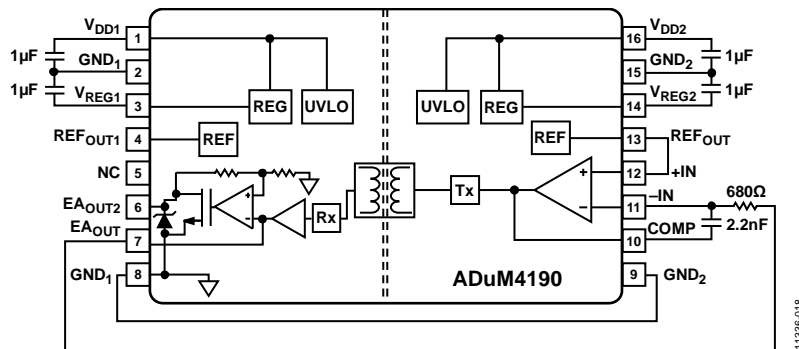 VDD1
1µF
GND1
1µF
VREG1
REFOUT1
NC
EAOUT2
EAOUT
GND1
1
2
3
4
5
6
7
8
REG
UVLO
REF
+
−
Rx
Tx
UVLO
REG
REF
+
−
ADuM4190
16
15
14
13
12
11
10
9
VDD2
1µF
GND2
1µF
VREG2
REFOUT
+IN
−IN
680Ω
COMP
2.2nF
GND2
11336-018